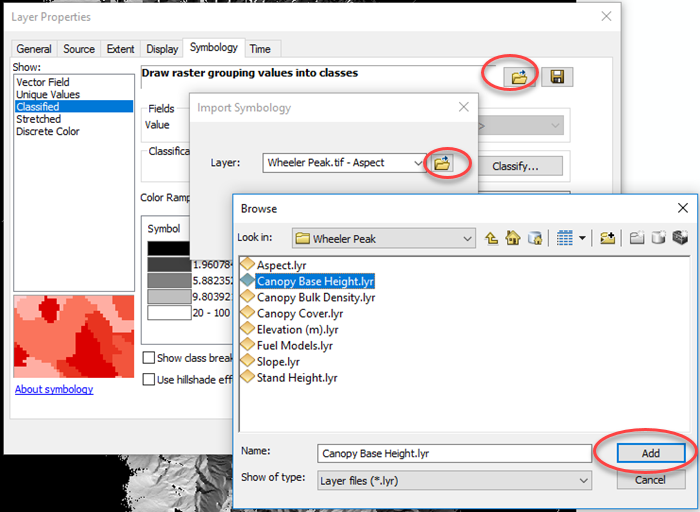 Layer Properties
General Source Extent Display Symbology Time
Show:
Vector Field
Unique Values
Classified
Stretched
Discrete Color
Draw raster grouping values into classes
Fields
Value
Import Symbology
Layer: Wheeler Peak.tif - Aspect
Classify...
Color Ramp
Symbol
1.96078
5.882352
9.803921
20 - 100
Show class break
Use hillshade eff
About symbology
Browse
Look in: Wheeler Peak
Aspect.lyr
Canopy Base Height.lyr
Canopy Bulk Density.lyr
Canopy Cover.lyr
Elevation (m).lyr
Fuel Models.lyr
Slope.lyr
Stand Height.lyr
Name: Canopy Base Height.lyr Add
Show of type: Layer files (*.lyr) Cancel